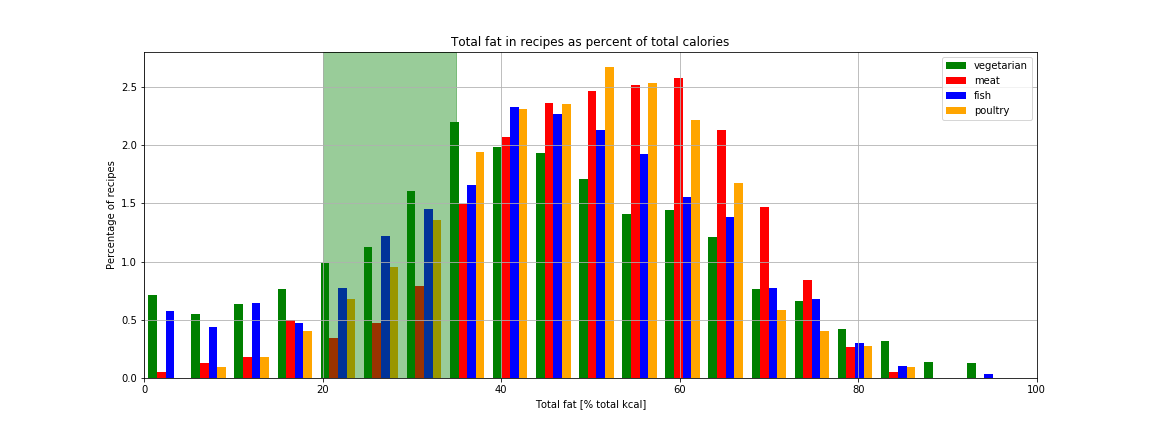 Total fat in recipes as percent of total calories
vegetarian
meat
fish
poultry
Percentage of recipes
2.5
2.0
1.5
1.0
0.5
0.0
0 20 40 60 80 100
Total fat [% total kcal]